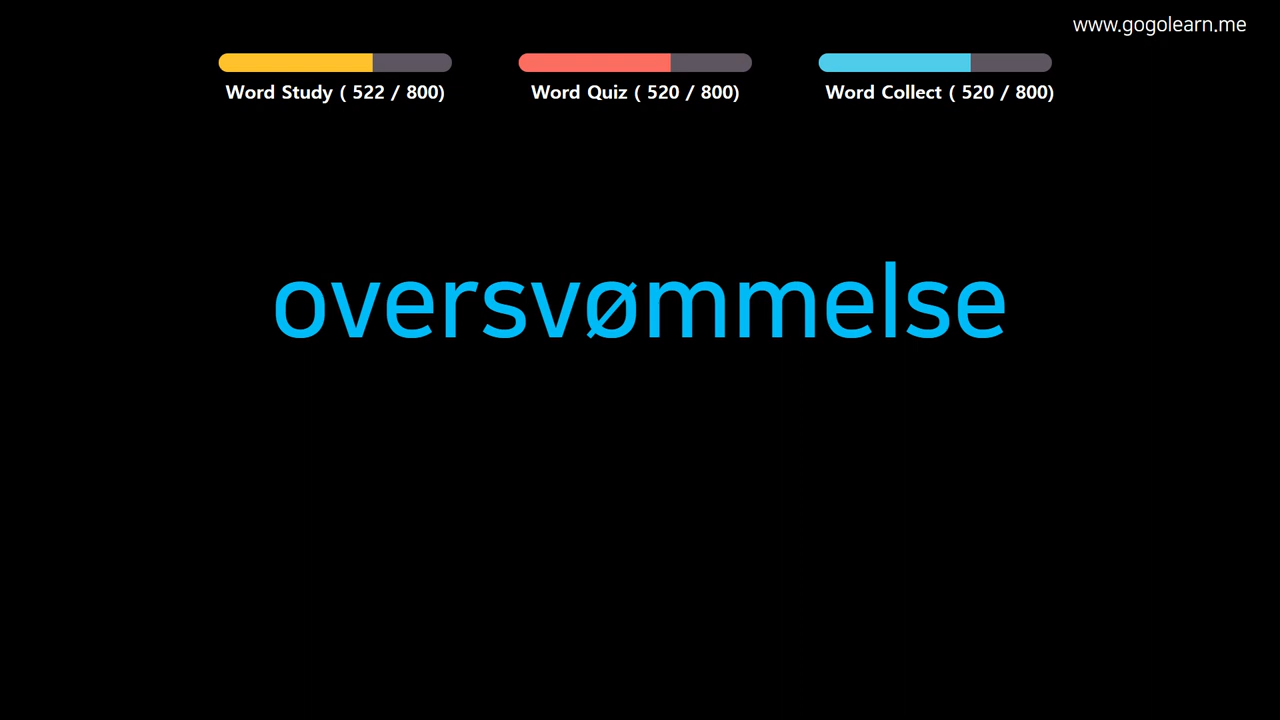 www.gogolearn.me
Word Study ( 522 / 800)
Word Quiz ( 520 / 800)
Word Collect ( 520 / 800)
oversvømmelse